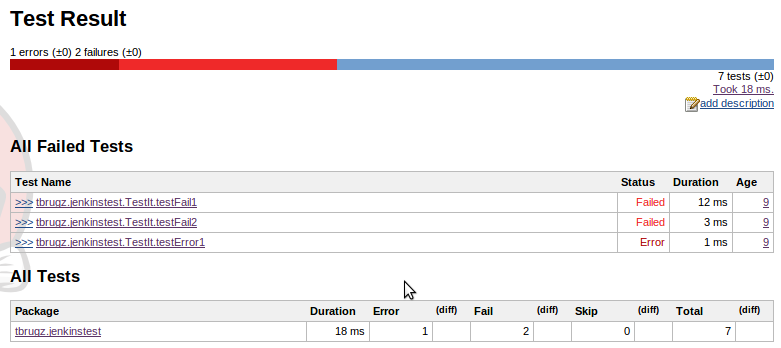 Test Result
1 errors (±0) 2 failures (±0)
7 tests (±0)
Took 18 ms.
add description
All Failed Tests
Test Name Status Duration Age
>>> tbrugz.jenkinstest.TestIt.testFail1 Failed 12 ms 9
>>> tbrugz.jenkinstest.TestIt.testFail2 Failed 3 ms 9
>>> tbrugz.jenkinstest.TestIt.testError1 Error 1 ms 9
All Tests
Package Duration Error (diff) Fail (diff) Skip (diff) Total (diff)
tbrugz.jenkinstest 18 ms 1 2 0 7